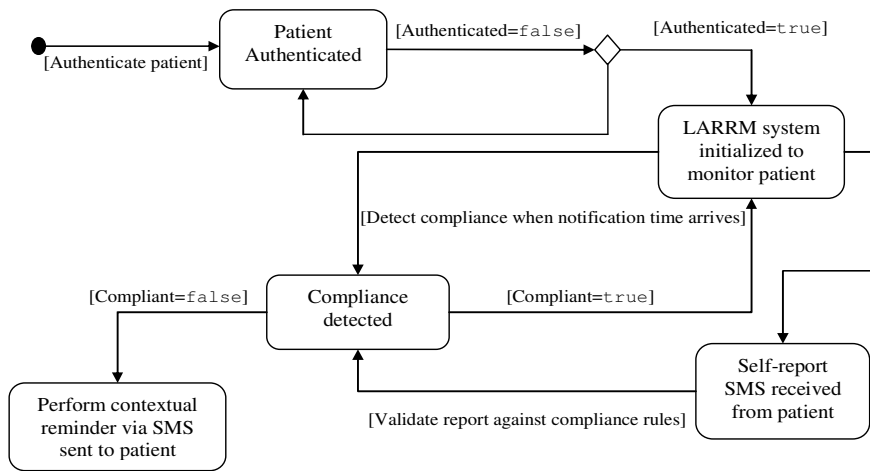 Patient
Authenticated
[Authenticated=false]
[Authenticated=true]
[Authenticate patient]
LARRM system
initialized to
monitor patient
[Detect compliance when notification time arrives]
[Compliant=false]
Compliance
detected
[Compliant=true]
Self-report
SMS received
from patient
Perform contextual
reminder via SMS
sent to patient
[Validate report against compliance rules]